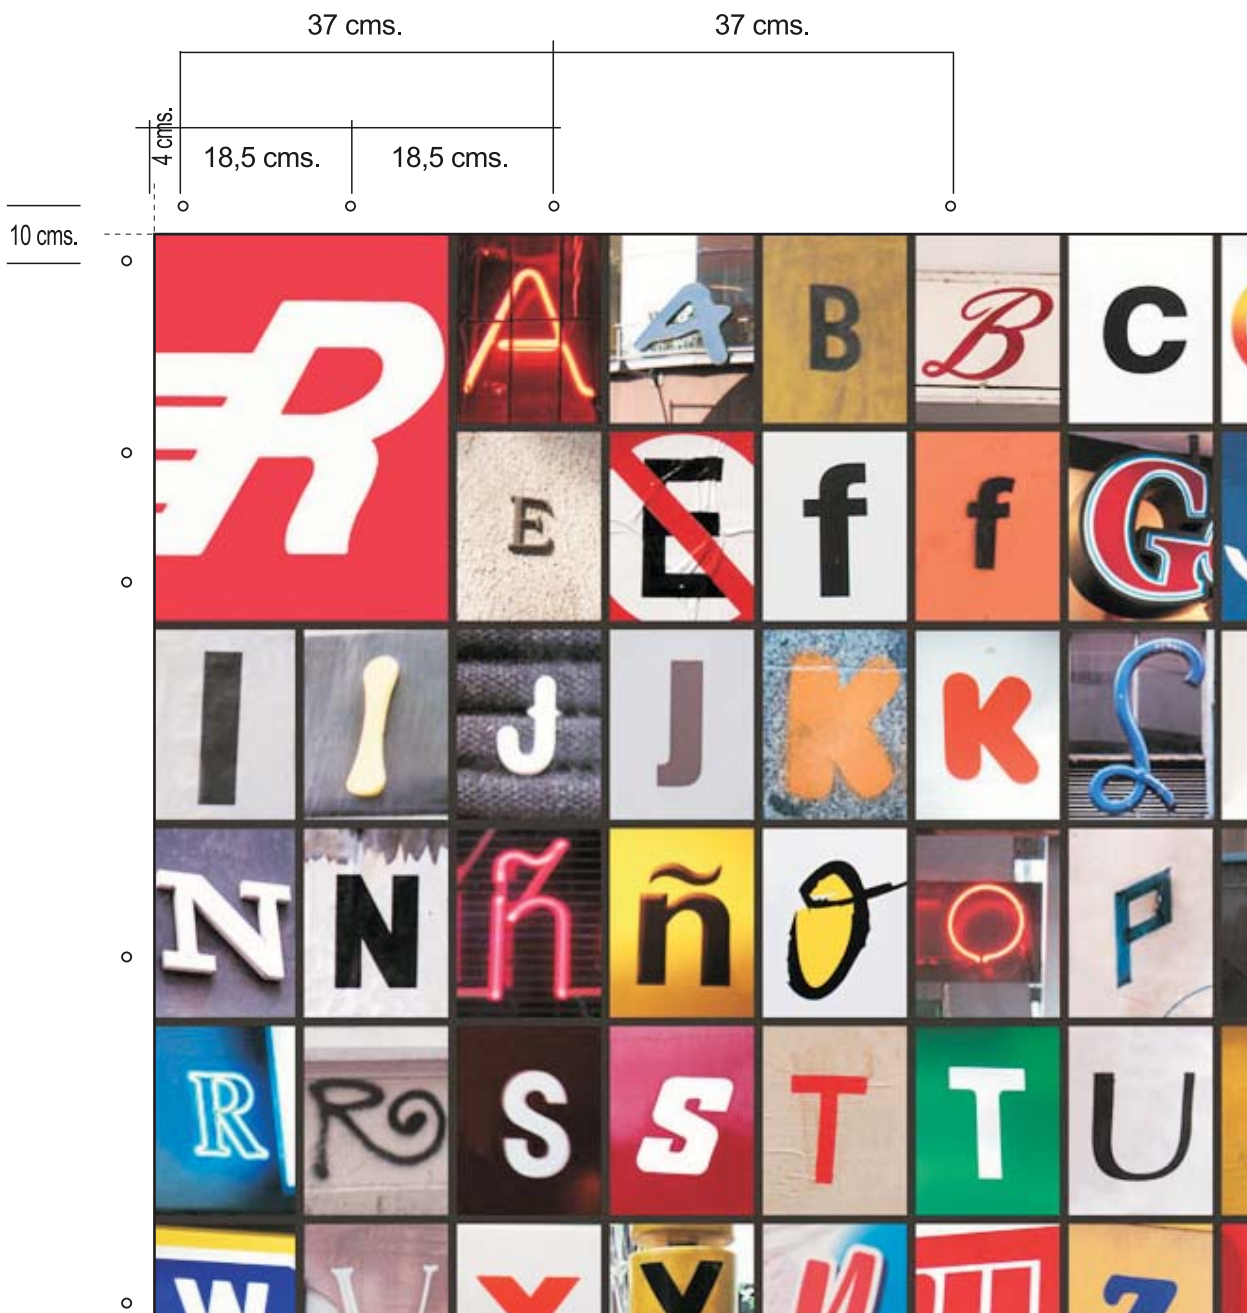 37 cms. 37 cms.
4 cms.
18,5 cms. 18,5 cms.
10 cms.
R A A B B C
E E f f G
I I J J K K L
N N ñ ñ O O P
R R S S T T U
W V Y Y